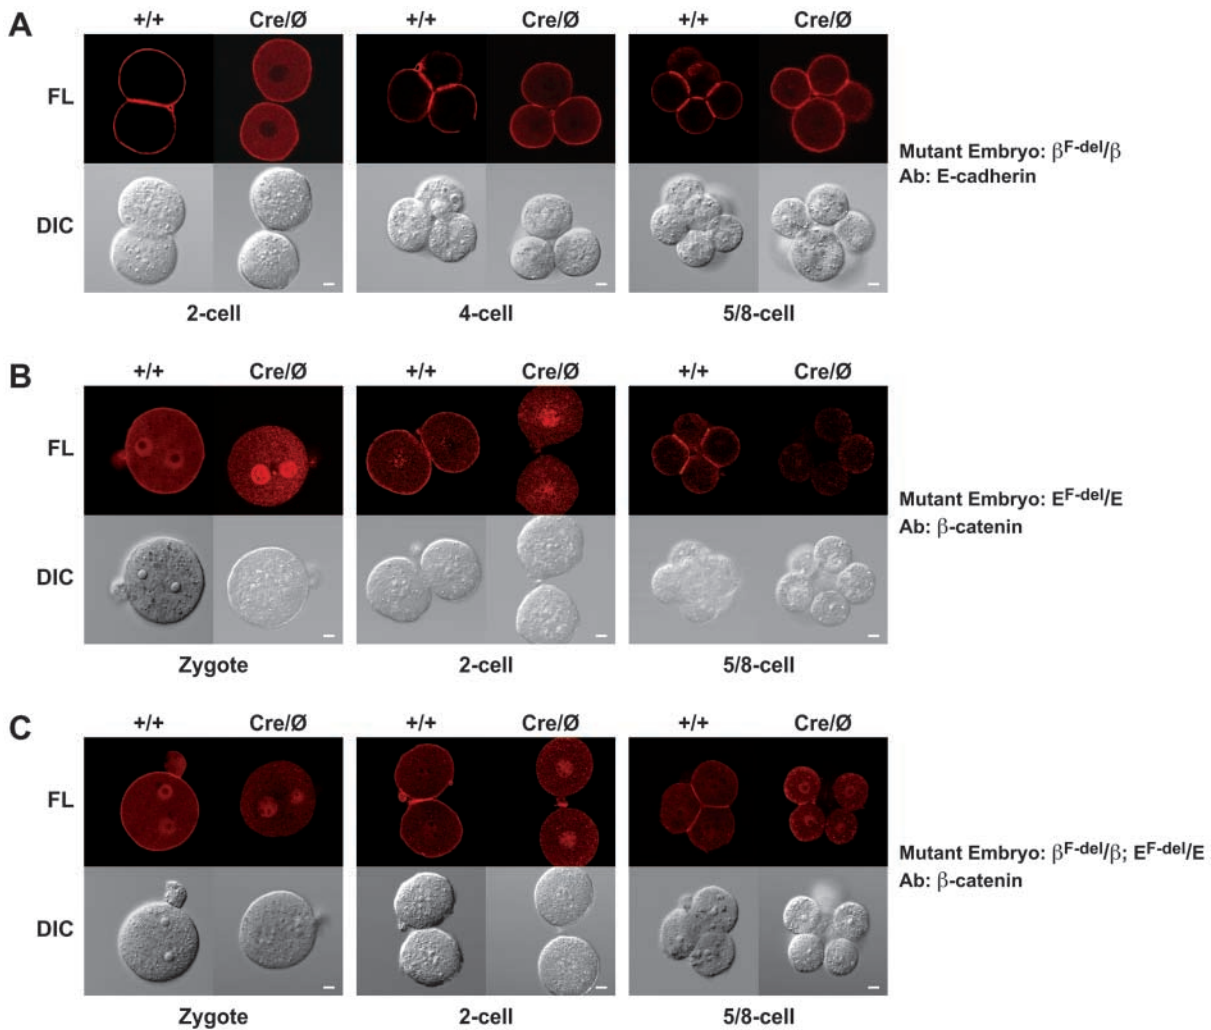 A
+/+ Cre/Ø +/+ Cre/Ø +/+ Cre/Ø
FL
DIC
Mutant Embryo: βF-del/β
Ab: E-cadherin
2-cell 4-cell 5/8-cell
B
+/+ Cre/Ø +/+ Cre/Ø +/+ Cre/Ø
FL
DIC
Mutant Embryo: EF-del/E
Ab: β-catenin
Zygote 2-cell 5/8-cell
C
+/+ Cre/Ø +/+ Cre/Ø +/+ Cre/Ø
FL
DIC
Mutant Embryo: βF-del/β; EF-del/E
Ab: β-catenin
Zygote 2-cell 5/8-cell